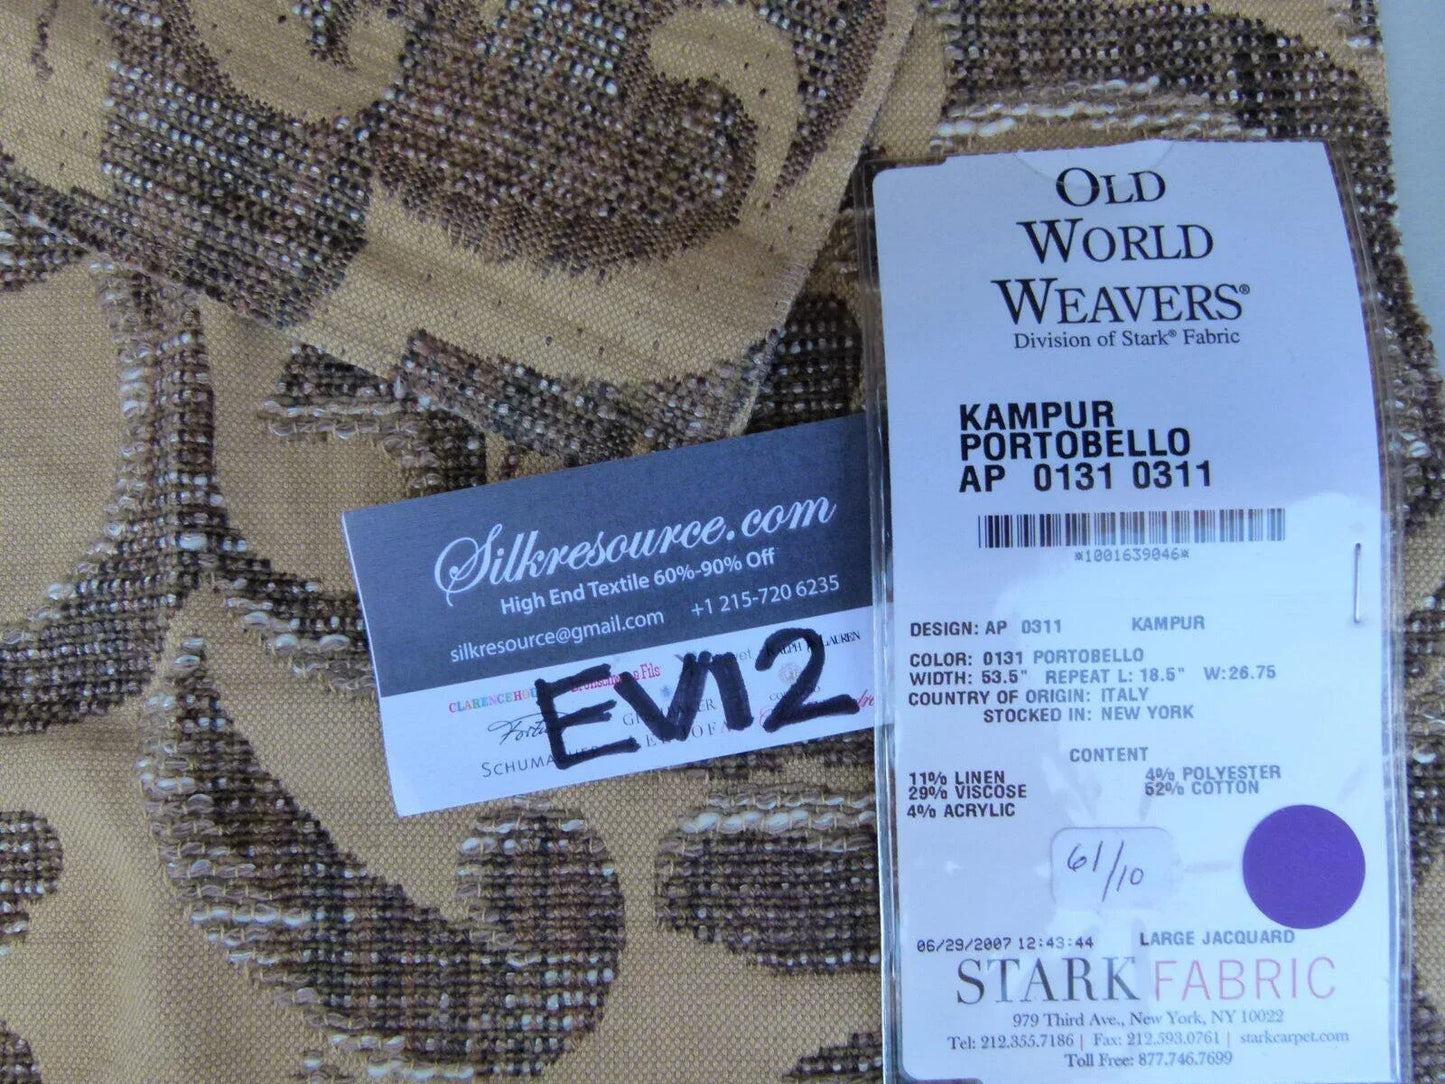 OLD
WORLD
WEAVERS®
Division of Stark® Fabric
KAMPUR
PORTOBELLO
AP 0131 0311
*1001639046*
DESIGN: AP 0311 KAMPUR
COLOR: 0131 PORTOBELLO
WIDTH: 53.5" REPEAT L: 18.5" W:26.75
COUNTRY OF ORIGIN: ITALY
STOCKED IN: NEW YORK
CONTENT
11% LINEN 4% POLYESTER
29% VISCOSE 52% COTTON
4% ACRYLIC
61/10
06/29/2007 12:43:44 LARGE JACQUARD
STARK FABRIC
979 Third Ave., New York, NY 10022
Tel: 212.355.7186 | Fax: 212.593.0761 | starkcarpet.com
Toll Free: 877.746.7699
Silkresource.com
High End Textile 60%-90% Off
silkresource@gmail.com +1 215-720 6235
EV12